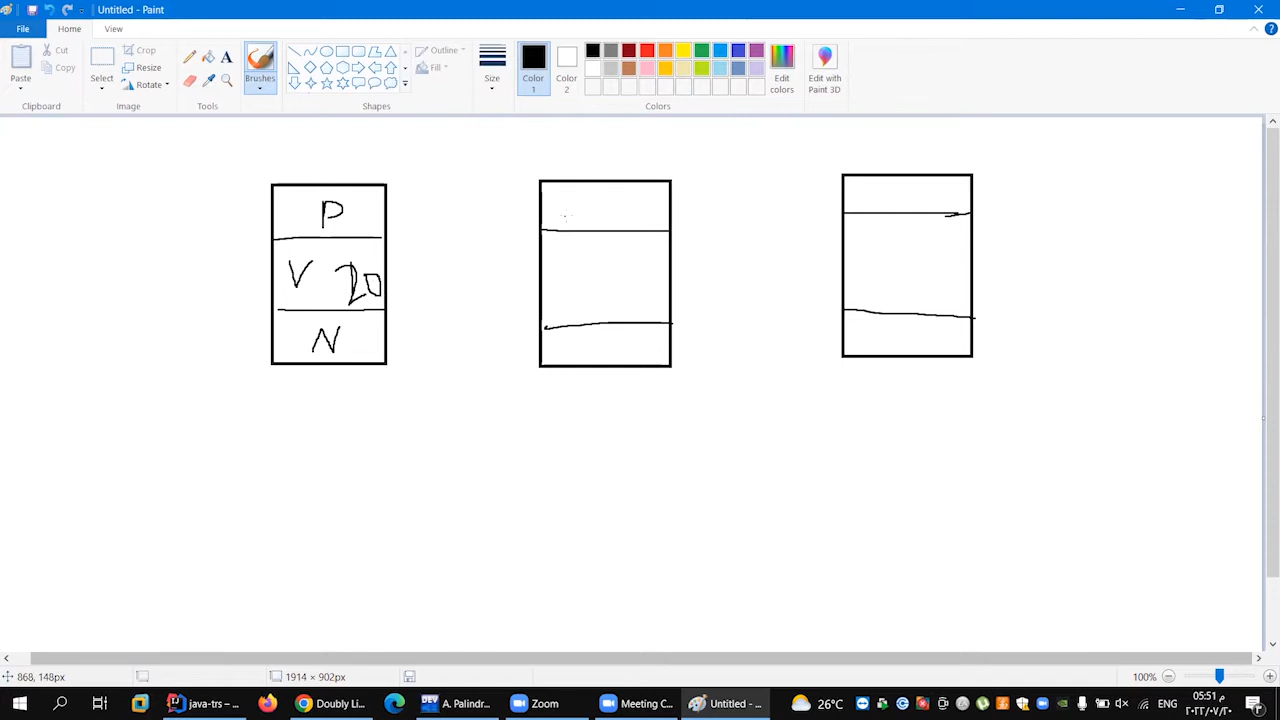 Untitled - Paint
File
Home
View
Paste
Cut
Copy
Clipboard
Select
Crop
Resize
Rotate
Image
Tools
Brushes
Shapes
Outline
Fill
Size
Color 1
Color 2
Edit colors
Colors
Edit with Paint 3D
P
V 20
N
868, 148px
1914 × 902px
100%
java-trs – ...
Doubly Li...
A. Palindr...
Zoom
Meeting C...
Untitled - ...
26°C
ENG
٠٥:٥١ م